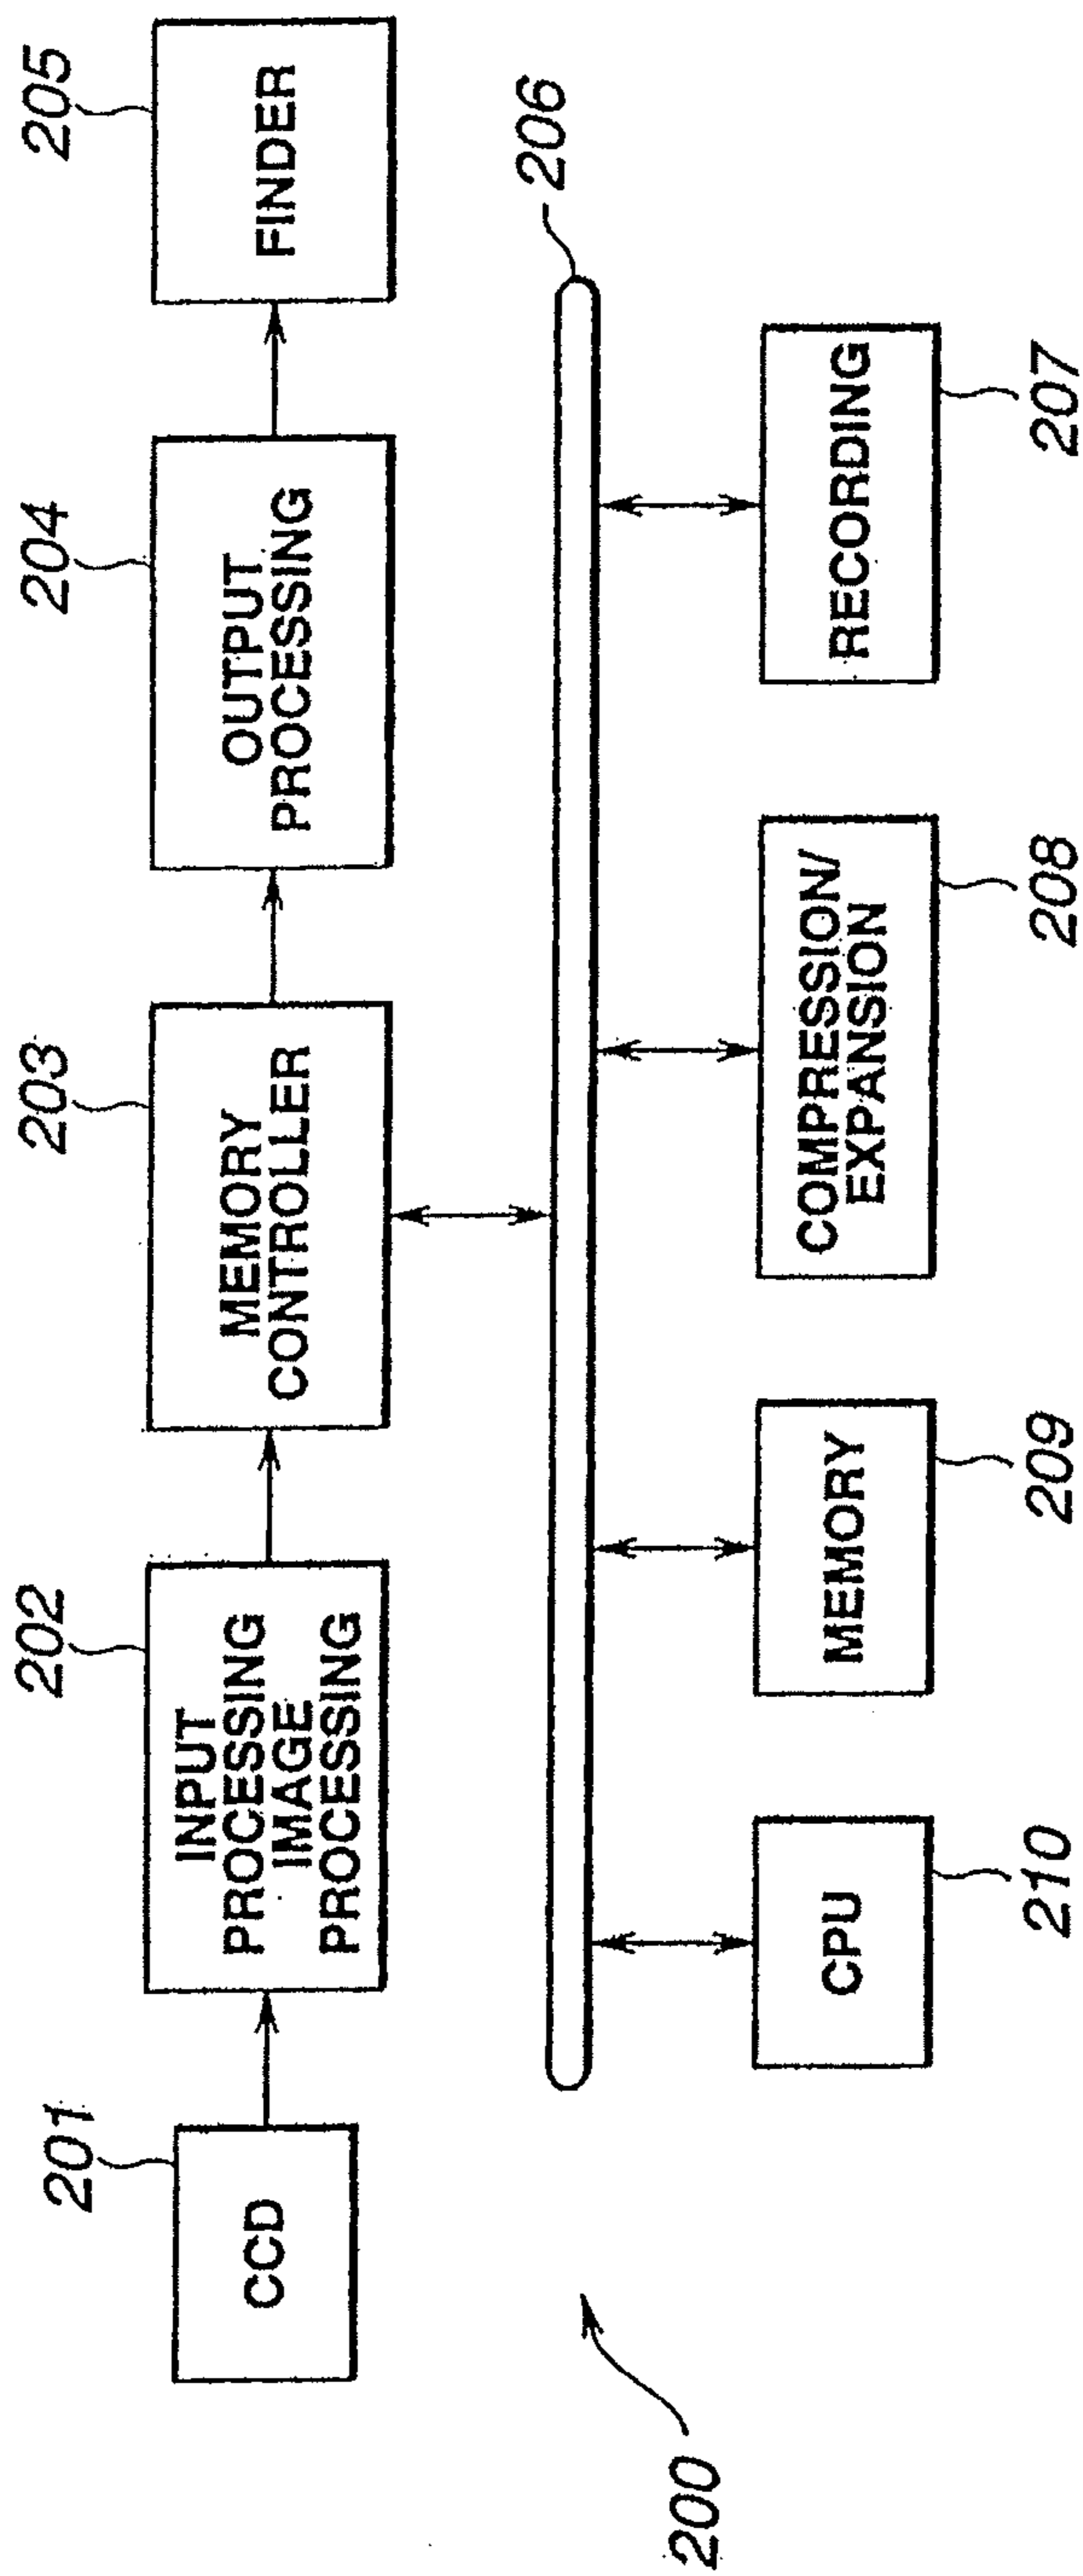 201
202
203
204
205
CCD
INPUT
PROCESSING
IMAGE
PROCESSING
MEMORY
CONTROLLER
OUTPUT
PROCESSING
FINDER
206
CPU
MEMORY
COMPRESSION/
EXPANSION
RECORDING
210
209
208
207
200